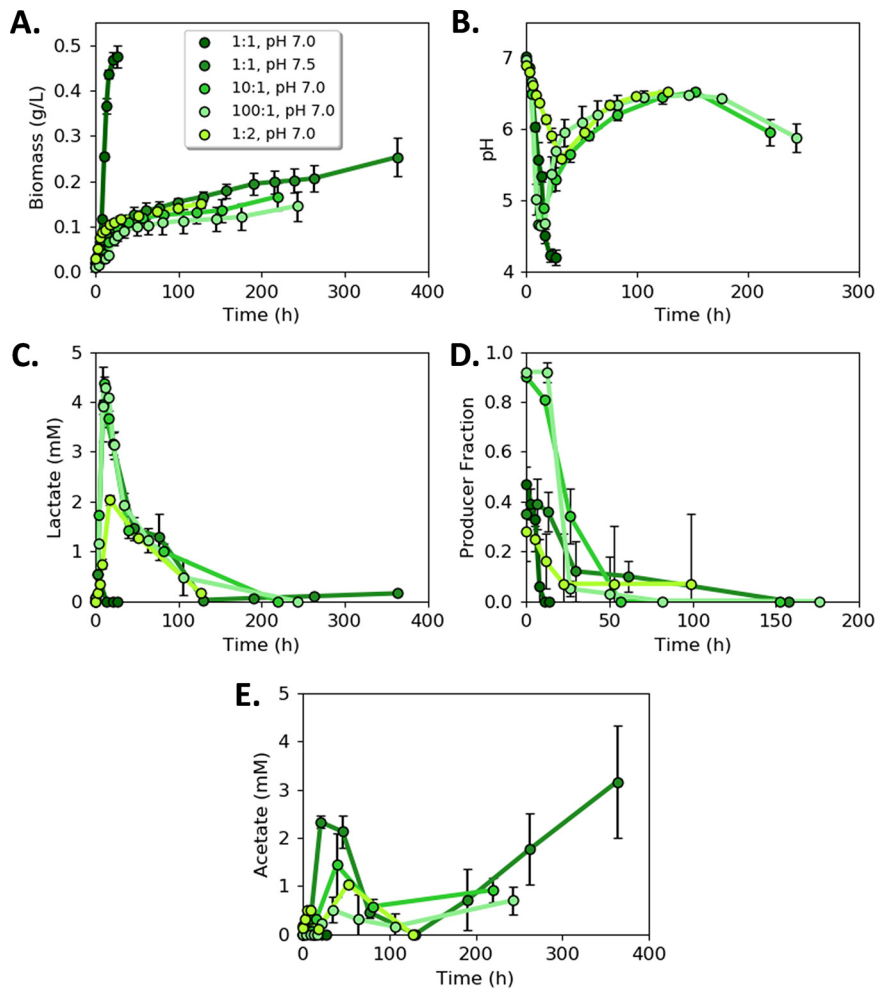 A.
0.5
0.4
0.3
0.2
0.1
0.0
Biomass (g/L)
1:1, pH 7.0
1:1, pH 7.5
10:1, pH 7.0
100:1, pH 7.0
1:2, pH 7.0
0 100 200 300 400
Time (h)
B.
7
6
5
4
pH
0 100 200 300
Time (h)
C.
5
4
3
2
1
0
Lactate (mM)
0 100 200 300 400
Time (h)
D.
1.0
0.8
0.6
0.4
0.2
0.0
Producer Fraction
0 50 100 150 200
Time (h)
E.
5
4
3
2
1
0
Acetate (mM)
0 100 200 300 400
Time (h)